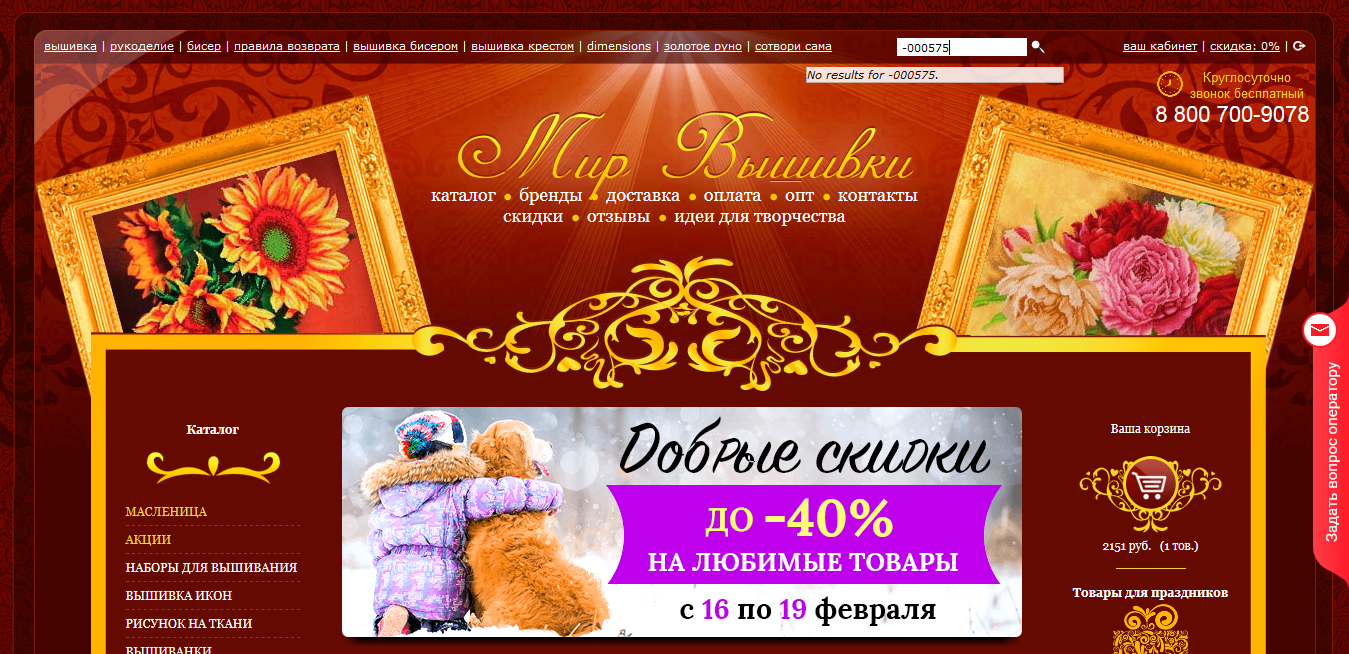 вышивка | рукоделие | бисер | правила возврата | вышивка бисером | вышивка крестом | dimensions | золотое руно | сотвори сама
-000575
ваш кабинет | скидка: 0% |
No results for -000575.
Круглосуточно
звонок бесплатный
8 800 700-9078
Мир Вышивки
каталог • бренды • доставка • оплата • опт • контакты
скидки • отзывы • идеи для творчества
Каталог
МАСЛЕНИЦА
АКЦИИ
НАБОРЫ ДЛЯ ВЫШИВАНИЯ
ВЫШИВКА ИКОН
РИСУНОК НА ТКАНИ
ВЫШИВАНКИ
Добрые скидки
ДО -40%
НА ЛЮБИМЫЕ ТОВАРЫ
с 16 по 19 февраля
Ваша корзина
2151 руб. (1 тов.)
Товары для праздников
Задать вопрос оператору